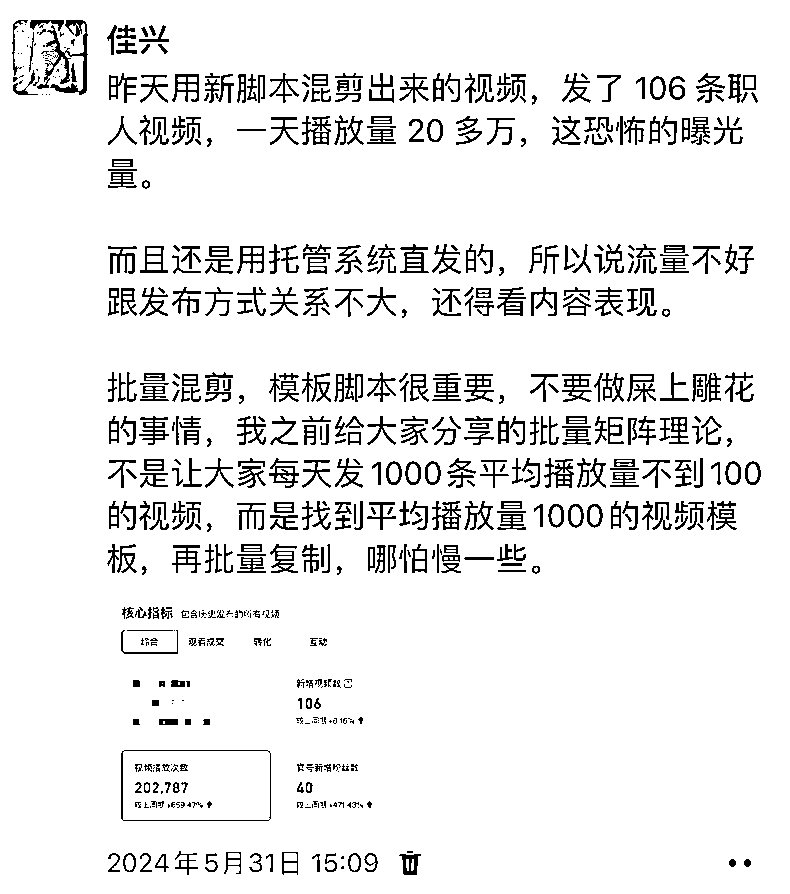 佳兴
昨天用新脚本混剪出来的视频，发了 106 条职
人视频，一天播放量 20 多万，这恐怖的曝光
量。
而且还是用托管系统直发的，所以说流量不好
跟发布方式关系不大，还得看内容表现。
批量混剪，模板脚本很重要，不要做屎上雕花
的事情，我之前给大家分享的批量矩阵理论，
不是让大家每天发1000条平均播放量不到100
的视频，而是找到平均播放量1000的视频模
板，再批量复制，哪怕慢一些。
核心指标 包含历史发布的所有视频
综合 观看成交 转化 互动
新增视频数
106
较上周期
视频播放次数
202,787
较上周期 +659.47%
新增粉丝数
40
较上周期 +471.43%
2024年5月31日 15:09